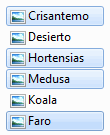 Crisantemo
Desierto
Hortensias
Medusa
Koala
Faro